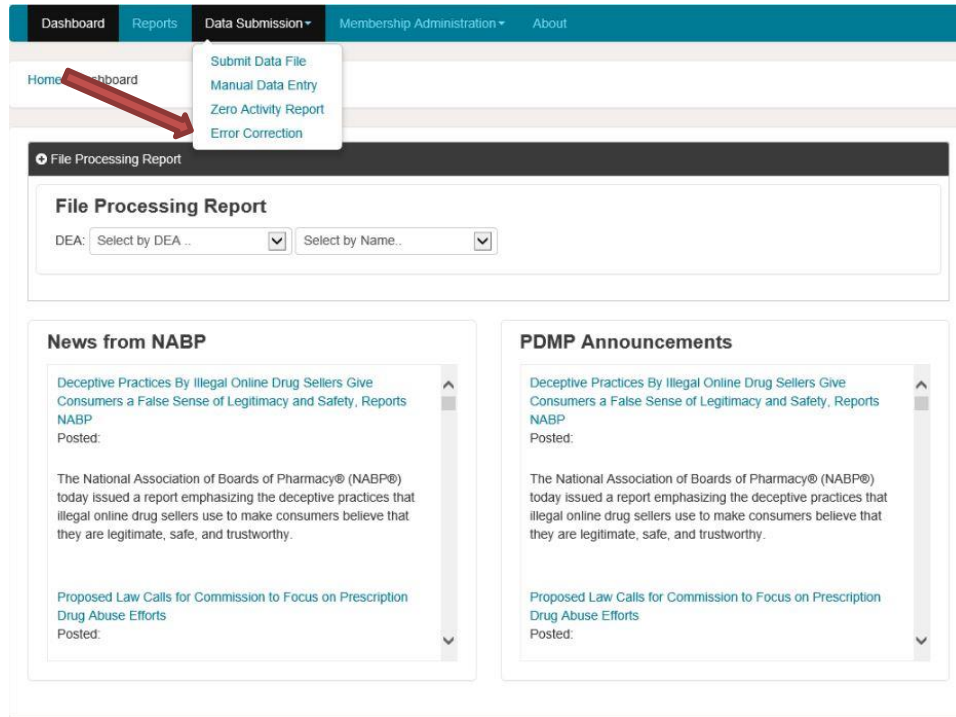 Dashboard Reports Data Submission Membership Administration About
Submit Data File
Manual Data Entry
Zero Activity Report
Error Correction
Home board
File Processing Report
File Processing Report
DEA: Select by DEA .. Select by Name..
News from NABP
Deceptive Practices By Illegal Online Drug Sellers Give
Consumers a False Sense of Legitimacy and Safety, Reports
NABP
Posted:
The National Association of Boards of Pharmacy® (NABP®)
today issued a report emphasizing the deceptive practices that
illegal online drug sellers use to make consumers believe that
they are legitimate, safe, and trustworthy.
Proposed Law Calls for Commission to Focus on Prescription
Drug Abuse Efforts
Posted:
PDMP Announcements
Deceptive Practices By Illegal Online Drug Sellers Give
Consumers a False Sense of Legitimacy and Safety, Reports
NABP
Posted:
The National Association of Boards of Pharmacy® (NABP®)
today issued a report emphasizing the deceptive practices that
illegal online drug sellers use to make consumers believe that
they are legitimate, safe, and trustworthy.
Proposed Law Calls for Commission to Focus on Prescription
Drug Abuse Efforts
Posted: